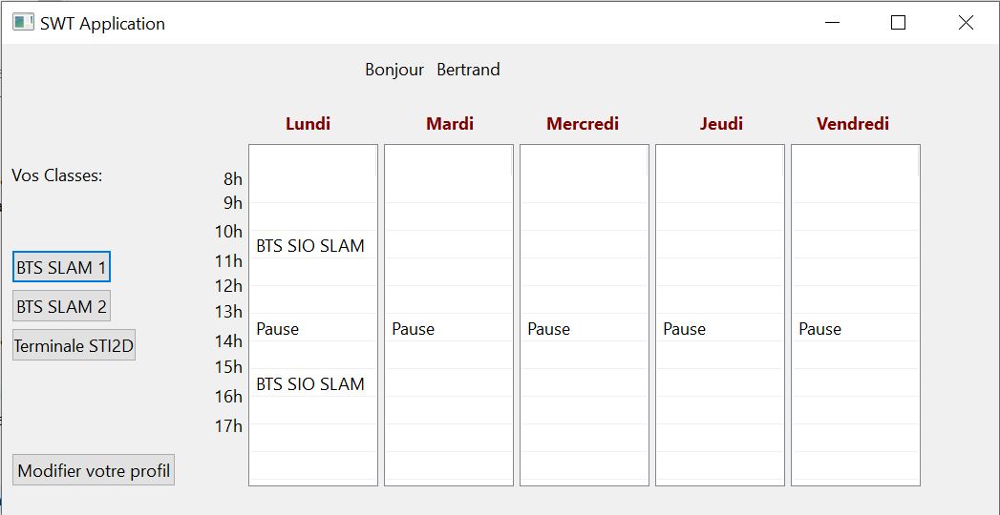 SWT Application
Bonjour Bertrand
Lundi Mardi Mercredi Jeudi Vendredi
Vos Classes:
8h
9h
10h
BTS SIO SLAM
11h
BTS SLAM 1
12h
BTS SLAM 2
13h
Pause Pause Pause Pause Pause
14h
Terminale STI2D
15h
BTS SIO SLAM
16h
17h
Modifier votre profil